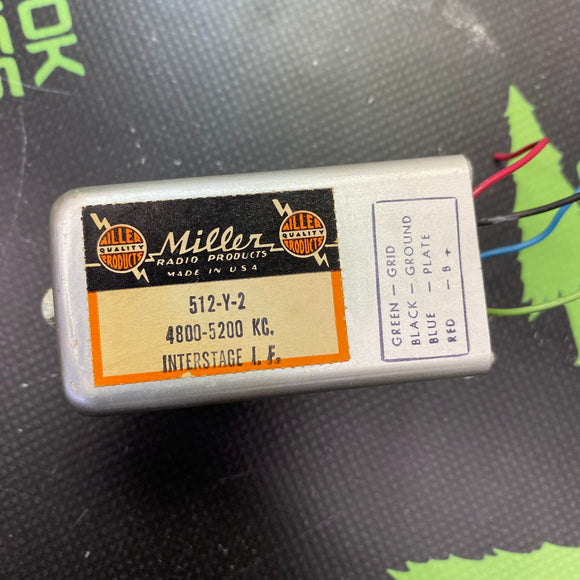 OK
MILLER
QUALITY
PRODUCTS
Miller
RADIO PRODUCTS
MADE IN U S A
MILLER
QUALITY
PRODUCTS
512-Y-2
4800-5200 KC.
INTERSTAGE I. F.
GREEN — GRID
BLACK — GROUND
BLUE — PLATE
RED — B +